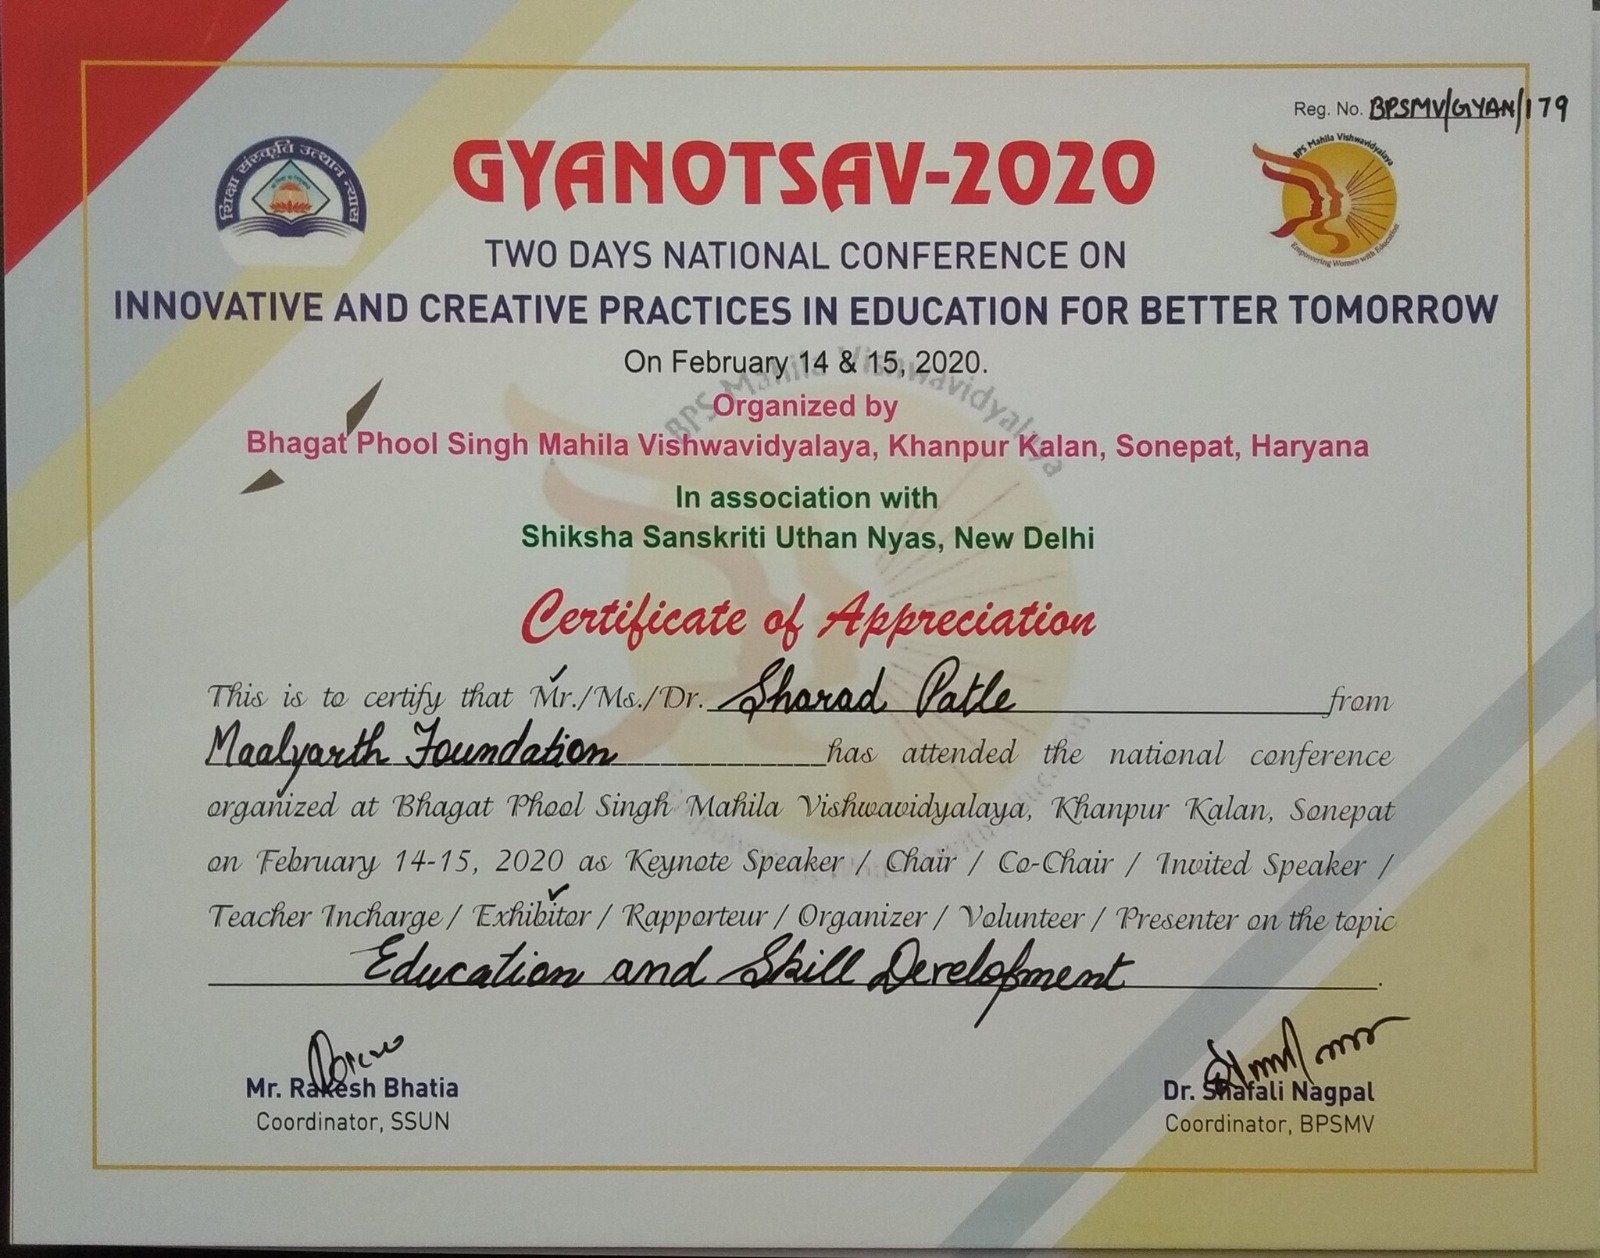 Reg. No. BPSMV/GYAN/179
शिक्षा संस्कृति उत्थान न्यास
BPS Mahila Vishwavidyalaya
Empowering Women with Education
GYANOTSAV-2020
TWO DAYS NATIONAL CONFERENCE ON
INNOVATIVE AND CREATIVE PRACTICES IN EDUCATION FOR BETTER TOMORROW
On February 14 & 15, 2020.
BPS Mahila Vishwavidyalaya
Organized by
Bhagat Phool Singh Mahila Vishwavidyalaya, Khanpur Kalan, Sonepat, Haryana
In association with
Shiksha Sanskriti Uthan Nyas, New Delhi
Certificate of Appreciation
This is to certify that Mr./Ms./Dr. Sharad Patle from
Maalyarth Foundation has attended the national conference
organized at Bhagat Phool Singh Mahila Vishwavidyalaya, Khanpur Kalan, Sonepat
on February 14-15, 2020 as Keynote Speaker / Chair / Co-Chair / Invited Speaker /
Teacher Incharge / Exhibitor / Rapporteur / Organizer / Volunteer / Presenter on the topic
Education and Skill Development.
Mr. Rakesh Bhatia
Coordinator, SSUN
Dr. Shafali Nagpal
Coordinator, BPSMV